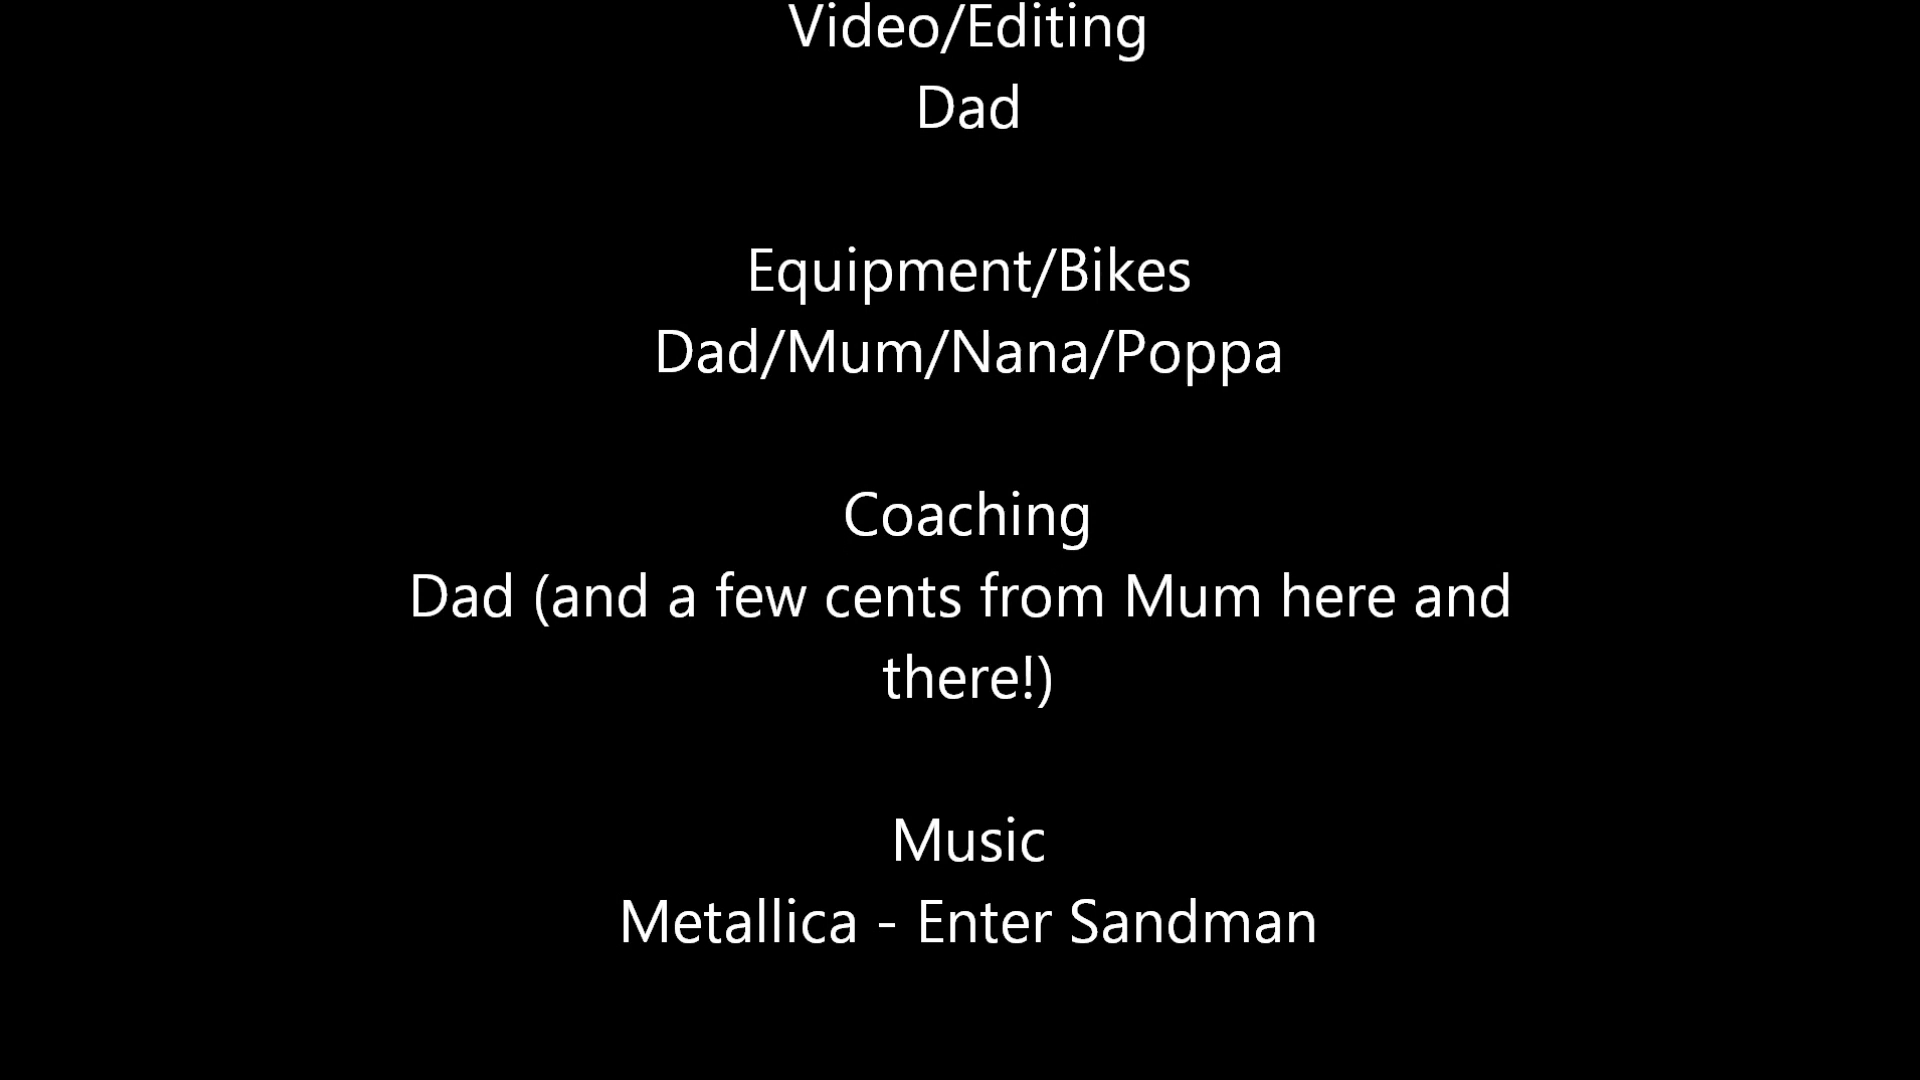 Video/Editing
Dad
Equipment/Bikes
Dad/Mum/Nana/Poppa
Coaching
Dad (and a few cents from Mum here and
there!)
Music
Metallica - Enter Sandman